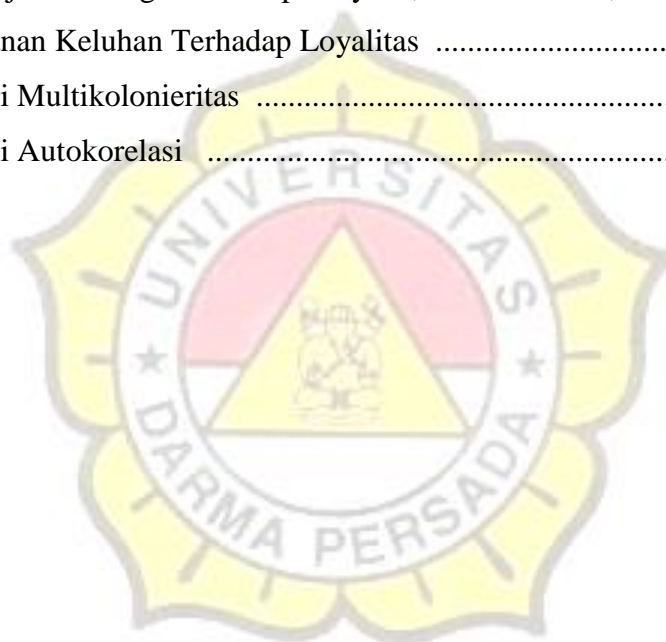 nan Keluhan Terhadap Loyalitas ........................................
i Multikolonieritas .......................................................................
i Autokorelasi ..............................................................................
UNIVERSITAS
DARMA PERSADA